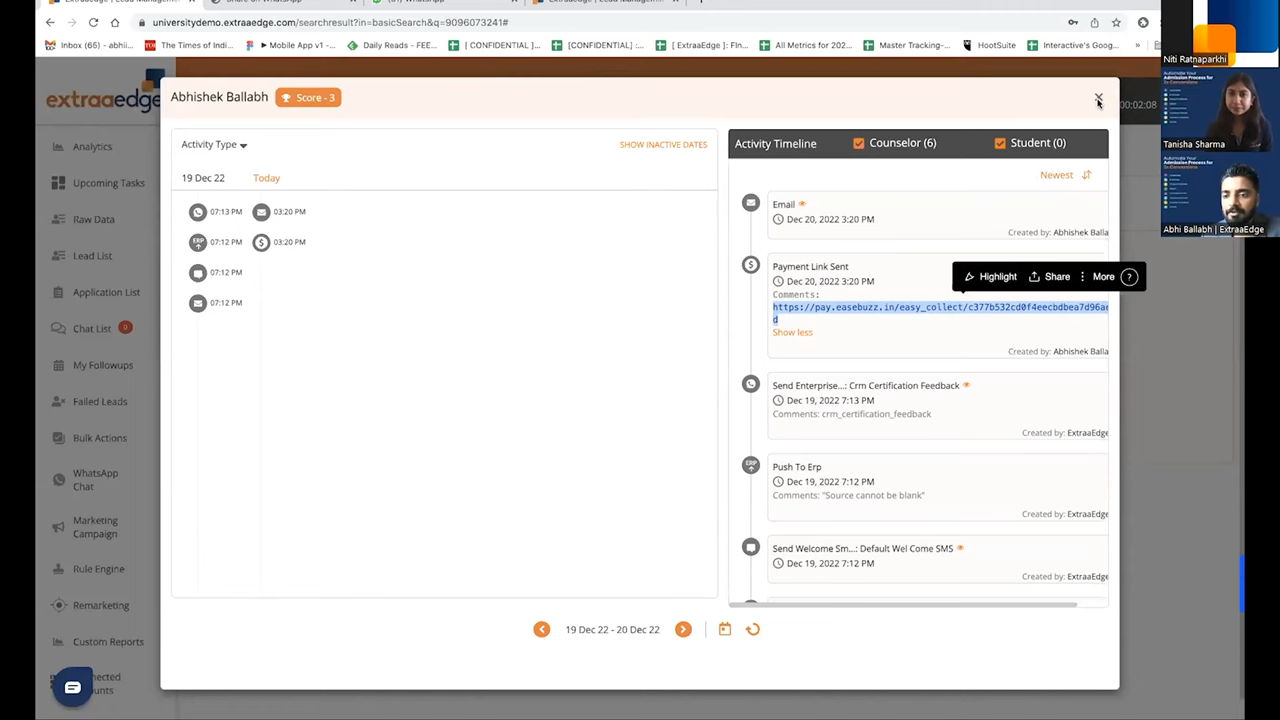 universitydemo.extraaedge.com/searchresult?in=basicSearch&q=9096073241#
Inbox (65) - abhii...
The Times of Indi...
Mobile App v1 -...
Daily Reads - FEE...
[ CONFIDENTIAL ]...
[CONFIDENTIAL] :...
[ ExtraaEdge ]: FIn...
All Metrics for 202...
Master Tracking-...
HootSuite
Interactive's Goog...
»
Niti Ratnaparkhi
Tanisha Sharma
Abhi Ballabh | ExtraaEdge
extraaedge
00:02:08
Analytics
Upcoming Tasks
Raw Data
Lead List
Application List
Chat List 0
My Followups
Failed Leads
Bulk Actions
WhatsApp
Chat
Marketing
Campaign
Rule Engine
Remarketing
Custom Reports
Abhishek Ballabh
Score - 3
Activity Type
SHOW INACTIVE DATES
19 Dec 22
Today
07:13 PM
03:20 PM
ERP
07:12 PM
$
03:20 PM
07:12 PM
07:12 PM
Activity Timeline
Counselor (6)
Student (0)
Newest
Email
Dec 20, 2022 3:20 PM
Created by: Abhishek Balla
$
Payment Link Sent
Dec 20, 2022 3:20 PM
Comments:
https://pay.easebuzz.in/easy_collect/c377b532cd0f4eecbdbea7d96ae
d
Show less
Created by: Abhishek Balla
Highlight
Share
More
?
Send Enterprise...: Crm Certification Feedback
Dec 19, 2022 7:13 PM
Comments: crm_certification_feedback
Created by: ExtraaEdge
ERP
Push To Erp
Dec 19, 2022 7:12 PM
Comments: "Source cannot be blank"
Created by: ExtraaEdge
Send Welcome Sm...: Default Wel Come SMS
Dec 19, 2022 7:12 PM
Created by: ExtraaEdge
19 Dec 22 - 20 Dec 22